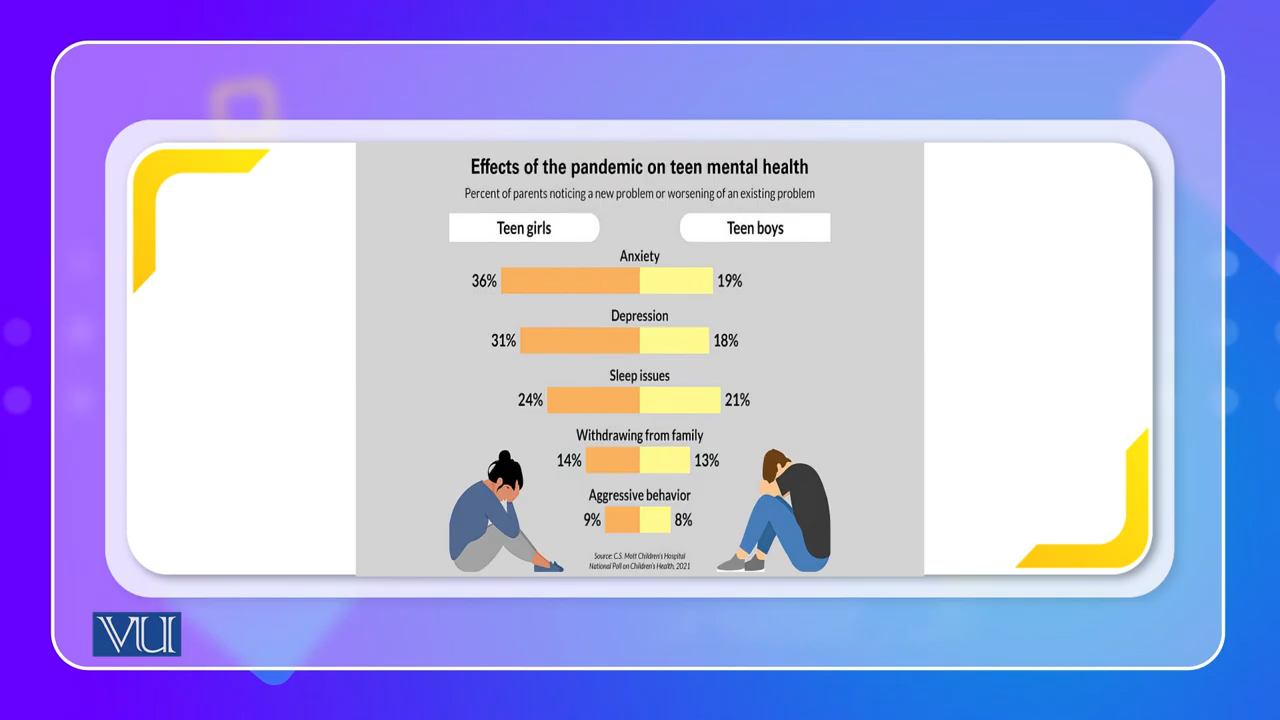 Effects of the pandemic on teen mental health
Percent of parents noticing a new problem or worsening of an existing problem
Teen girls
Teen boys
Anxiety
36%
19%
Depression
31%
18%
Sleep issues
24%
21%
Withdrawing from family
14%
13%
Aggressive behavior
9%
8%
Source: C.S. Mott Children's Hospital
National Poll on Children's Health, 2021
VU